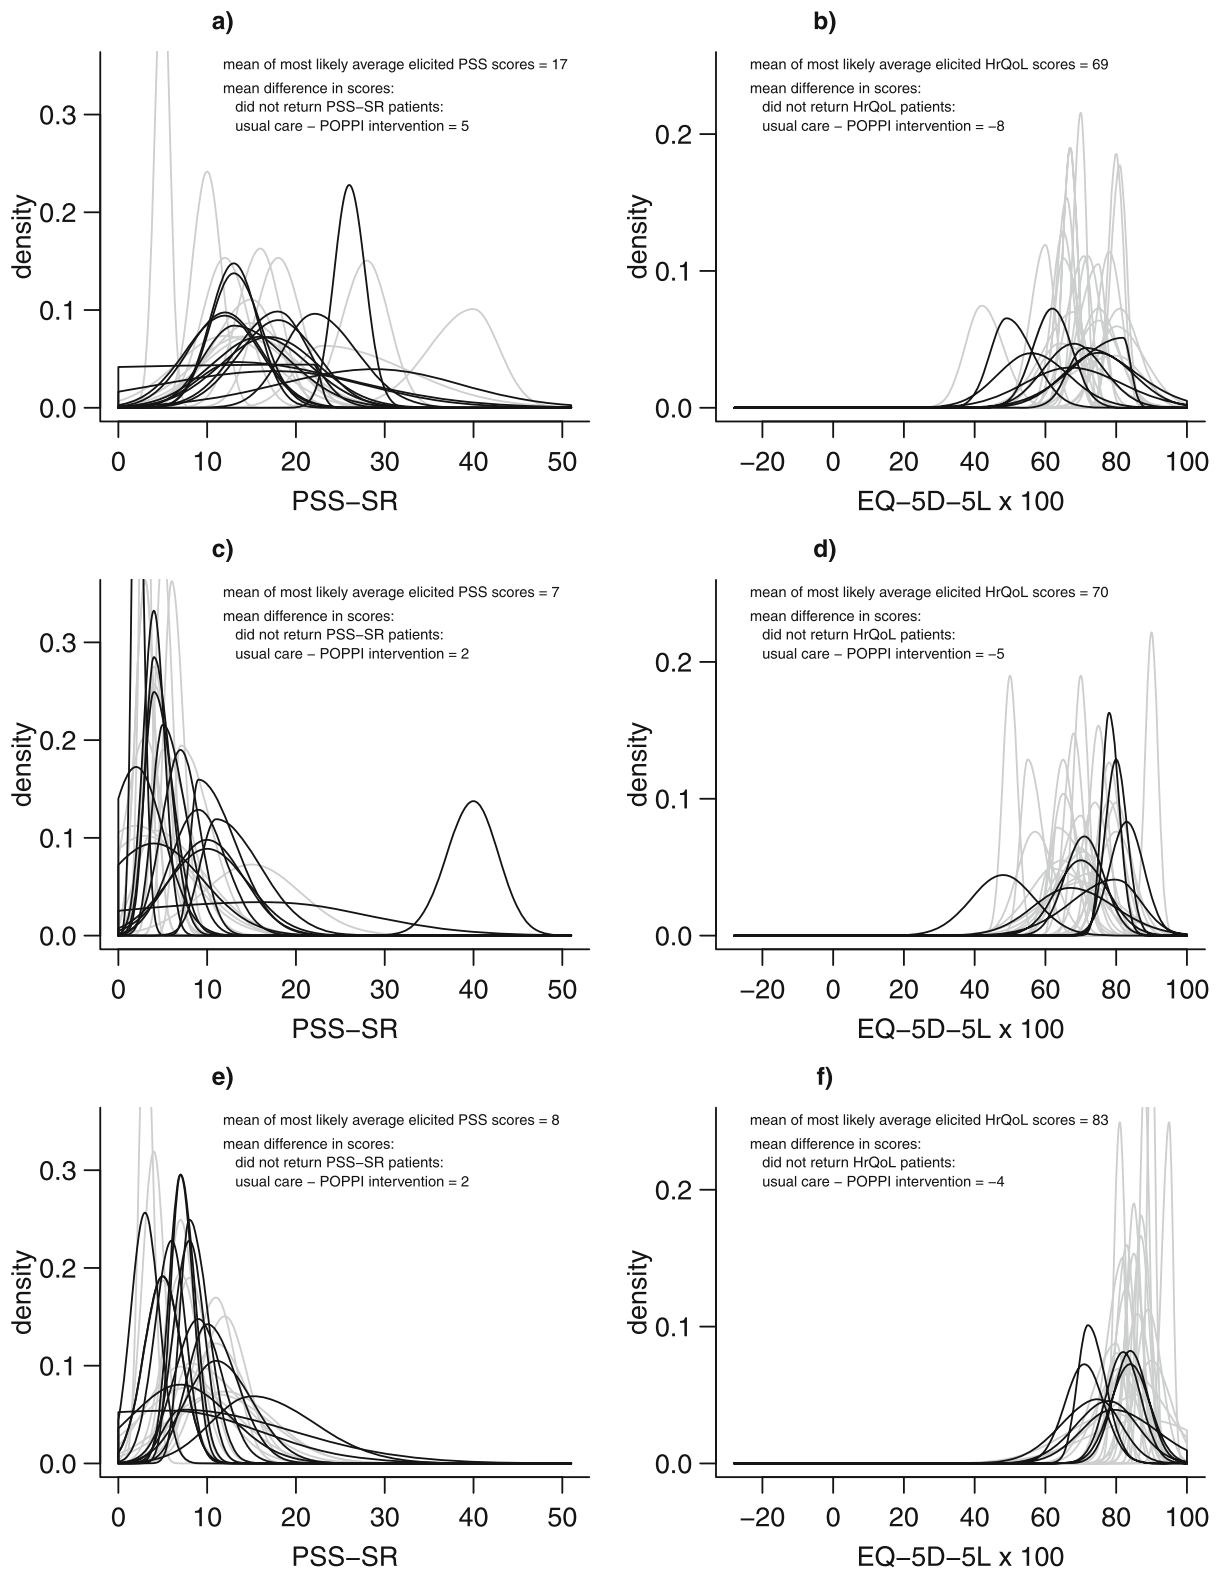 a)
mean of most likely average elicited PSS scores = 17
mean difference in scores:
did not return PSS−SR patients:
usual care − POPPI intervention = 5
density
0.3
0.2
0.1
0.0
0 10 20 30 40 50
PSS−SR
b)
mean of most likely average elicited HrQoL scores = 69
mean difference in scores:
did not return HrQoL patients:
usual care − POPPI intervention = −8
density
0.2
0.1
0.0
−20 0 20 40 60 80 100
EQ−5D−5L x 100
c)
mean of most likely average elicited PSS scores = 7
mean difference in scores:
did not return PSS−SR patients:
usual care − POPPI intervention = 2
density
0.3
0.2
0.1
0.0
0 10 20 30 40 50
PSS−SR
d)
mean of most likely average elicited HrQoL scores = 70
mean difference in scores:
did not return HrQoL patients:
usual care − POPPI intervention = −5
density
0.2
0.1
0.0
−20 0 20 40 60 80 100
EQ−5D−5L x 100
e)
mean of most likely average elicited PSS scores = 8
mean difference in scores:
did not return PSS−SR patients:
usual care − POPPI intervention = 2
density
0.3
0.2
0.1
0.0
0 10 20 30 40 50
PSS−SR
f)
mean of most likely average elicited HrQoL scores = 83
mean difference in scores:
did not return HrQoL patients:
usual care − POPPI intervention = −4
density
0.2
0.1
0.0
−20 0 20 40 60 80 100
EQ−5D−5L x 100